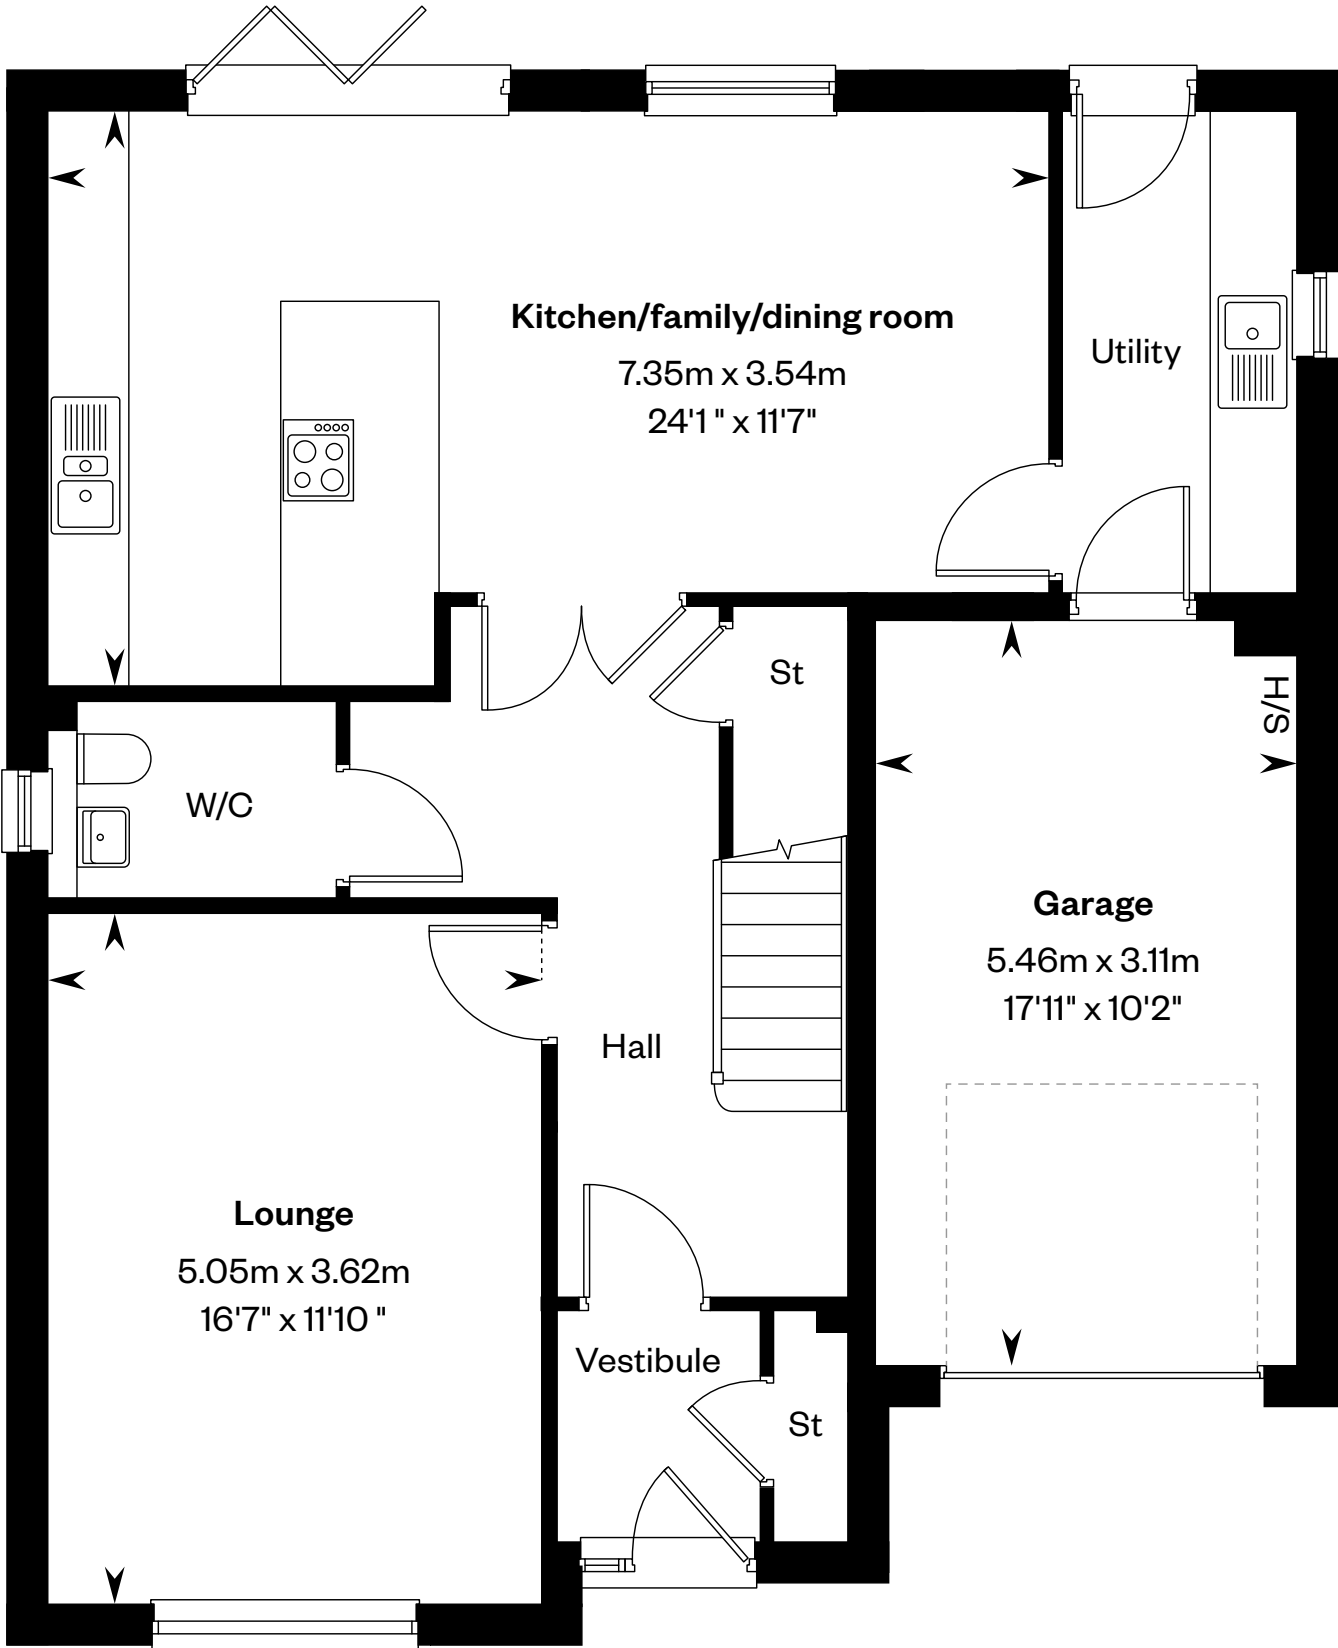 Kitchen/family/dining room
7.35m x 3.54m
24'1 " x 11'7"
Utility
St
H/S
W/C
Garage
5.46m x 3.11m
17'11" x 10'2"
Hall
Lounge
5.05m x 3.62m
16'7" x 11'10 "
Vestibule
St